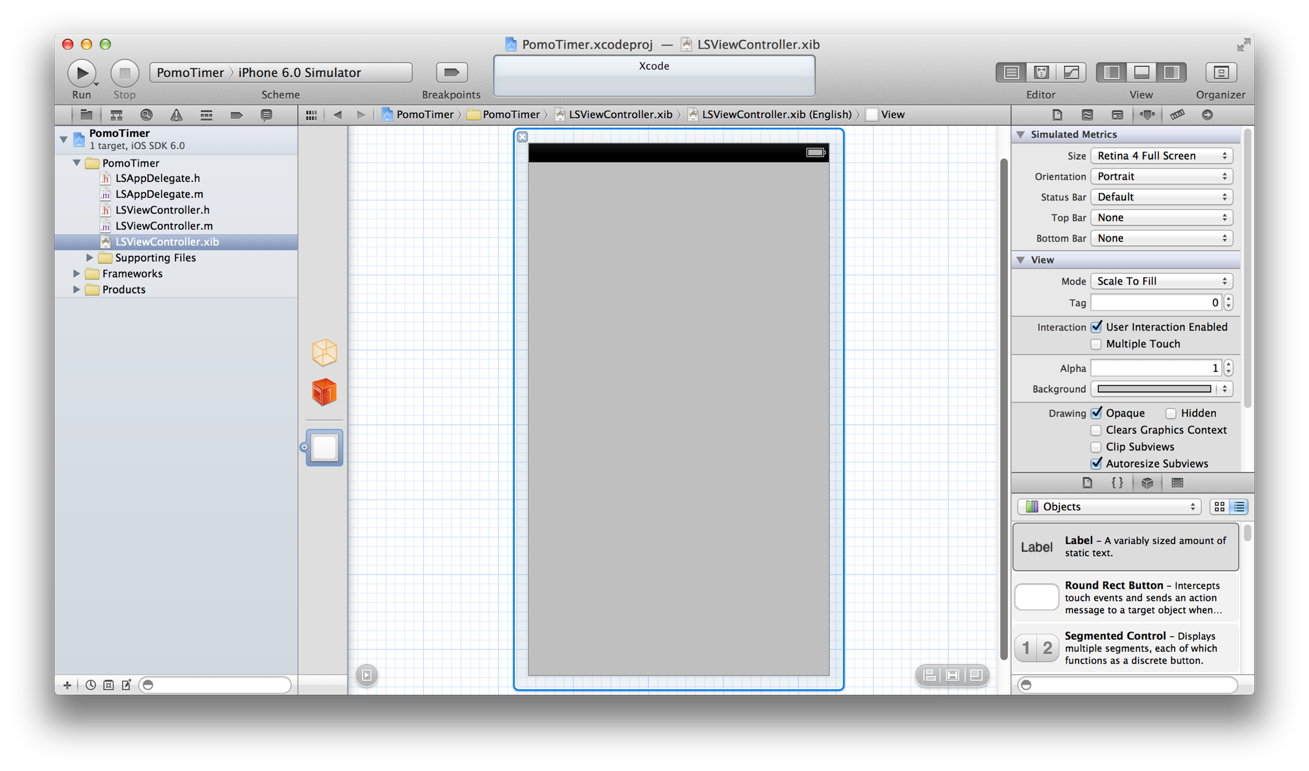 PomoTimer.xcodeproj — LSViewController.xib
Run
Stop
PomoTimer 〉 iPhone 6.0 Simulator
Scheme
Breakpoints
Xcode
Editor
View
Organizer
PomoTimer
1 target, iOS SDK 6.0
PomoTimer
LSAppDelegate.h
LSAppDelegate.m
LSViewController.h
LSViewController.m
LSViewController.xib
Supporting Files
Frameworks
Products
PomoTimer 〉 PomoTimer 〉 LSViewController.xib 〉 LSViewController.xib (English) 〉 View
Simulated Metrics
Size Retina 4 Full Screen
Orientation Portrait
Status Bar Default
Top Bar None
Bottom Bar None
View
Mode Scale To Fill
Tag 0
Interaction User Interaction Enabled
Multiple Touch
Alpha 1
Background
Drawing Opaque Hidden
Clears Graphics Context
Clip Subviews
Autoresize Subviews
{ }
Objects
Label
Label – A variably sized amount of
static text.
Round Rect Button – Intercepts
touch events and sends an action
message to a target object when...
1 2
Segmented Control – Displays
multiple segments, each of which
functions as a discrete button.